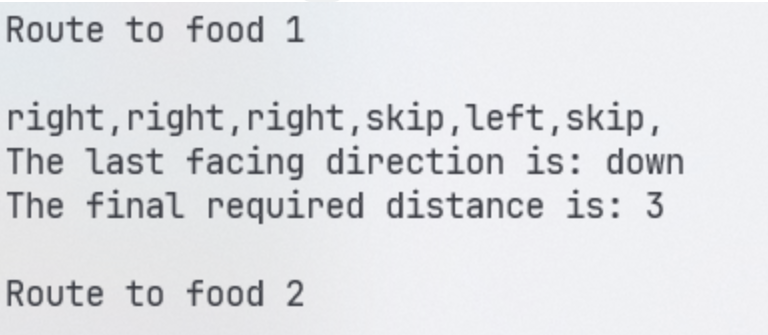 Route to food 1
right,right,right,skip,left,skip,
The last facing direction is: down
The final required distance is: 3
Route to food 2